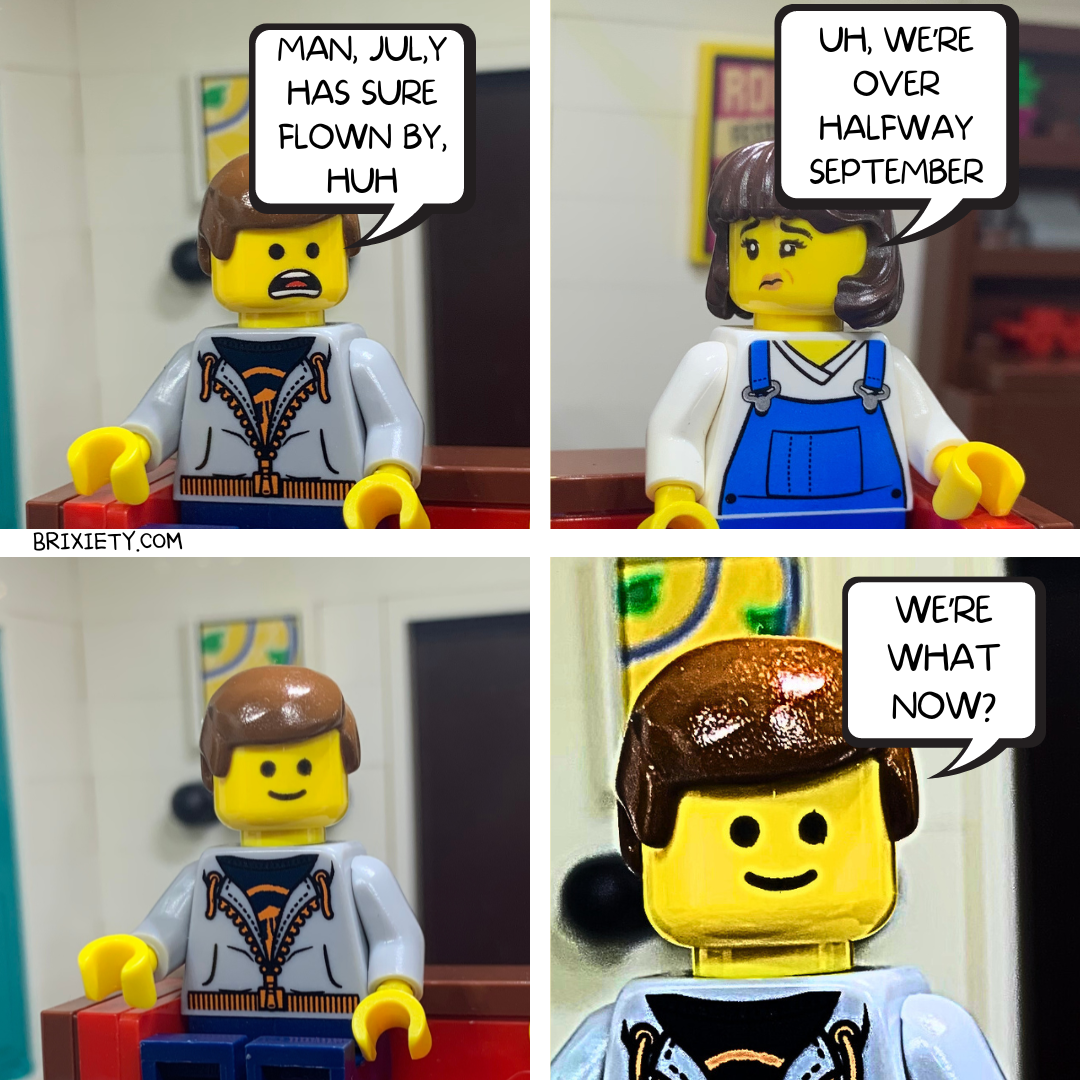 MAN, JUL,Y
HAS SURE
FLOWN BY,
HUH
UH, WE'RE
OVER
HALFWAY
SEPTEMBER
BRIXIETY.COM
WE'RE
WHAT
NOW?